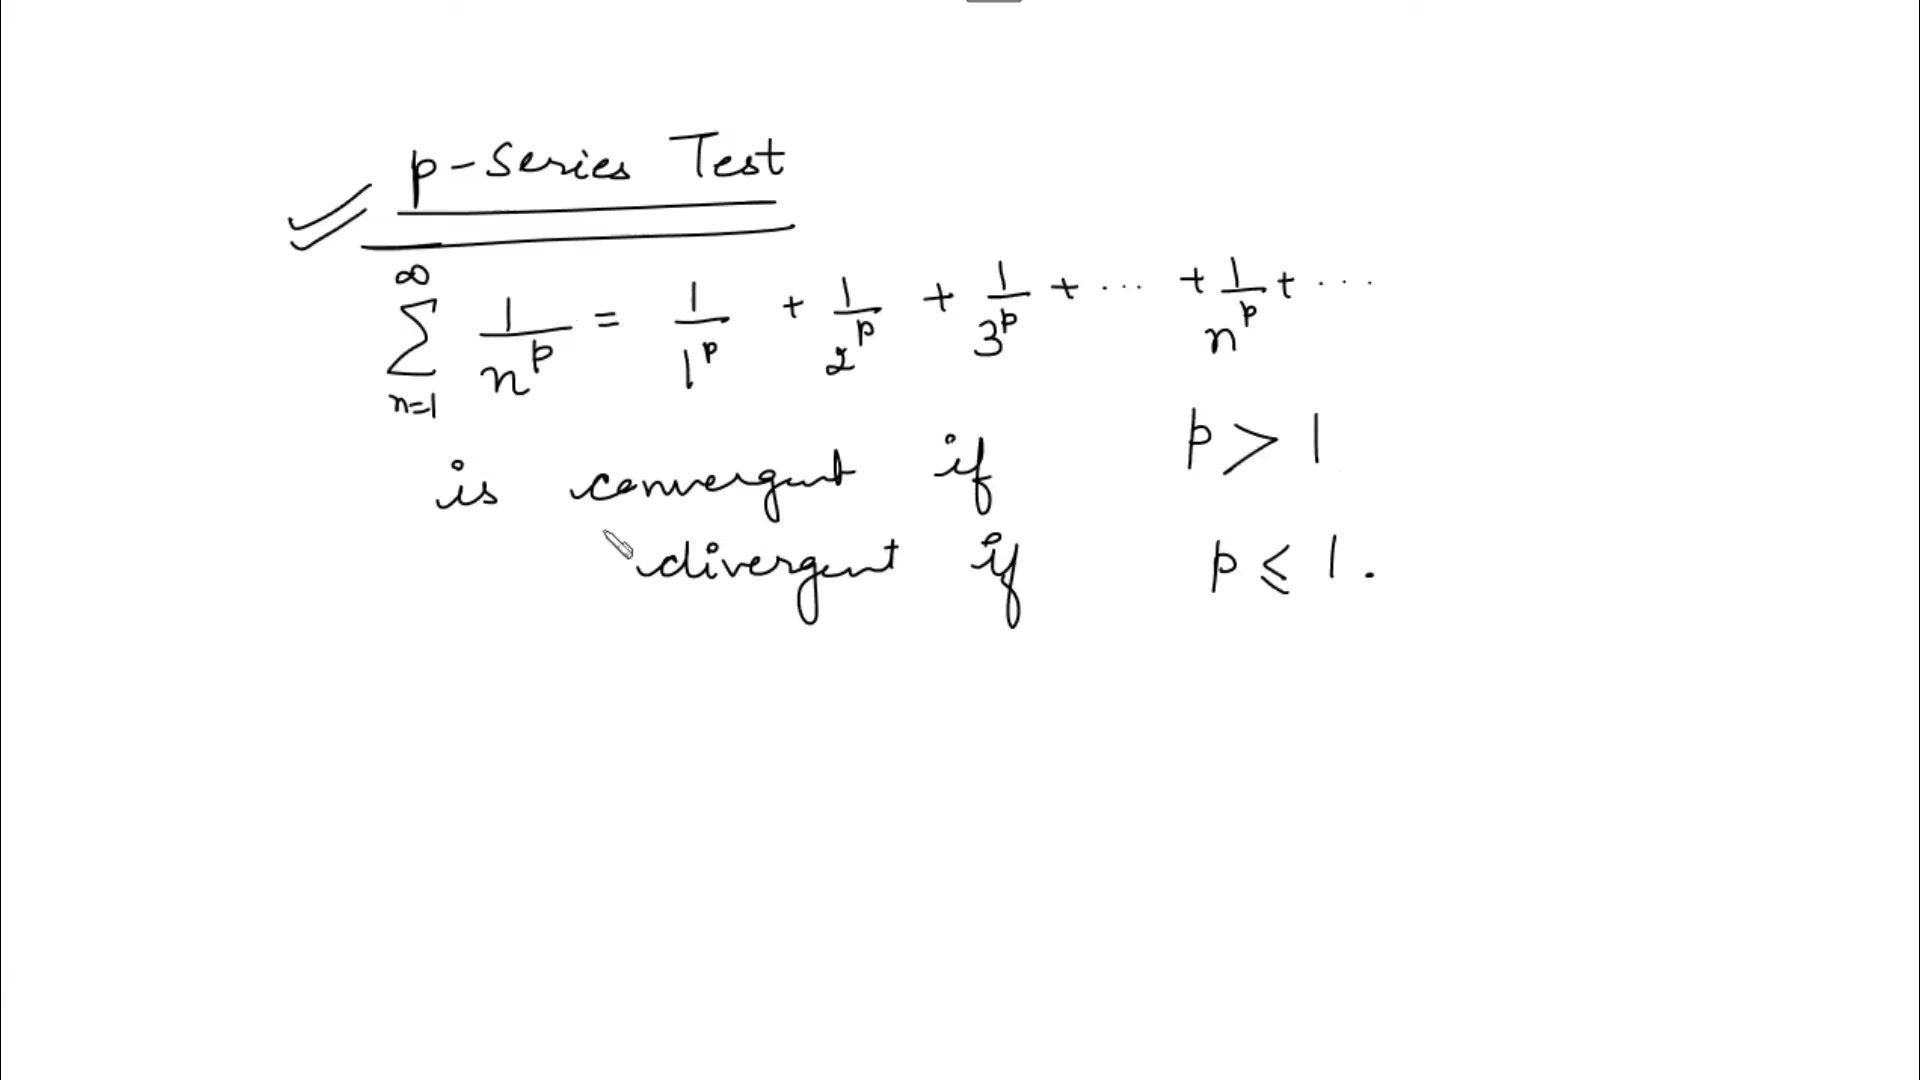 p-Series Test
∞
∑ 1/n^p = 1/1^p + 1/2^p + 1/3^p + ··· + 1/n^p + ···
n=1
is convergent if p > 1
divergent if p ≤ 1.